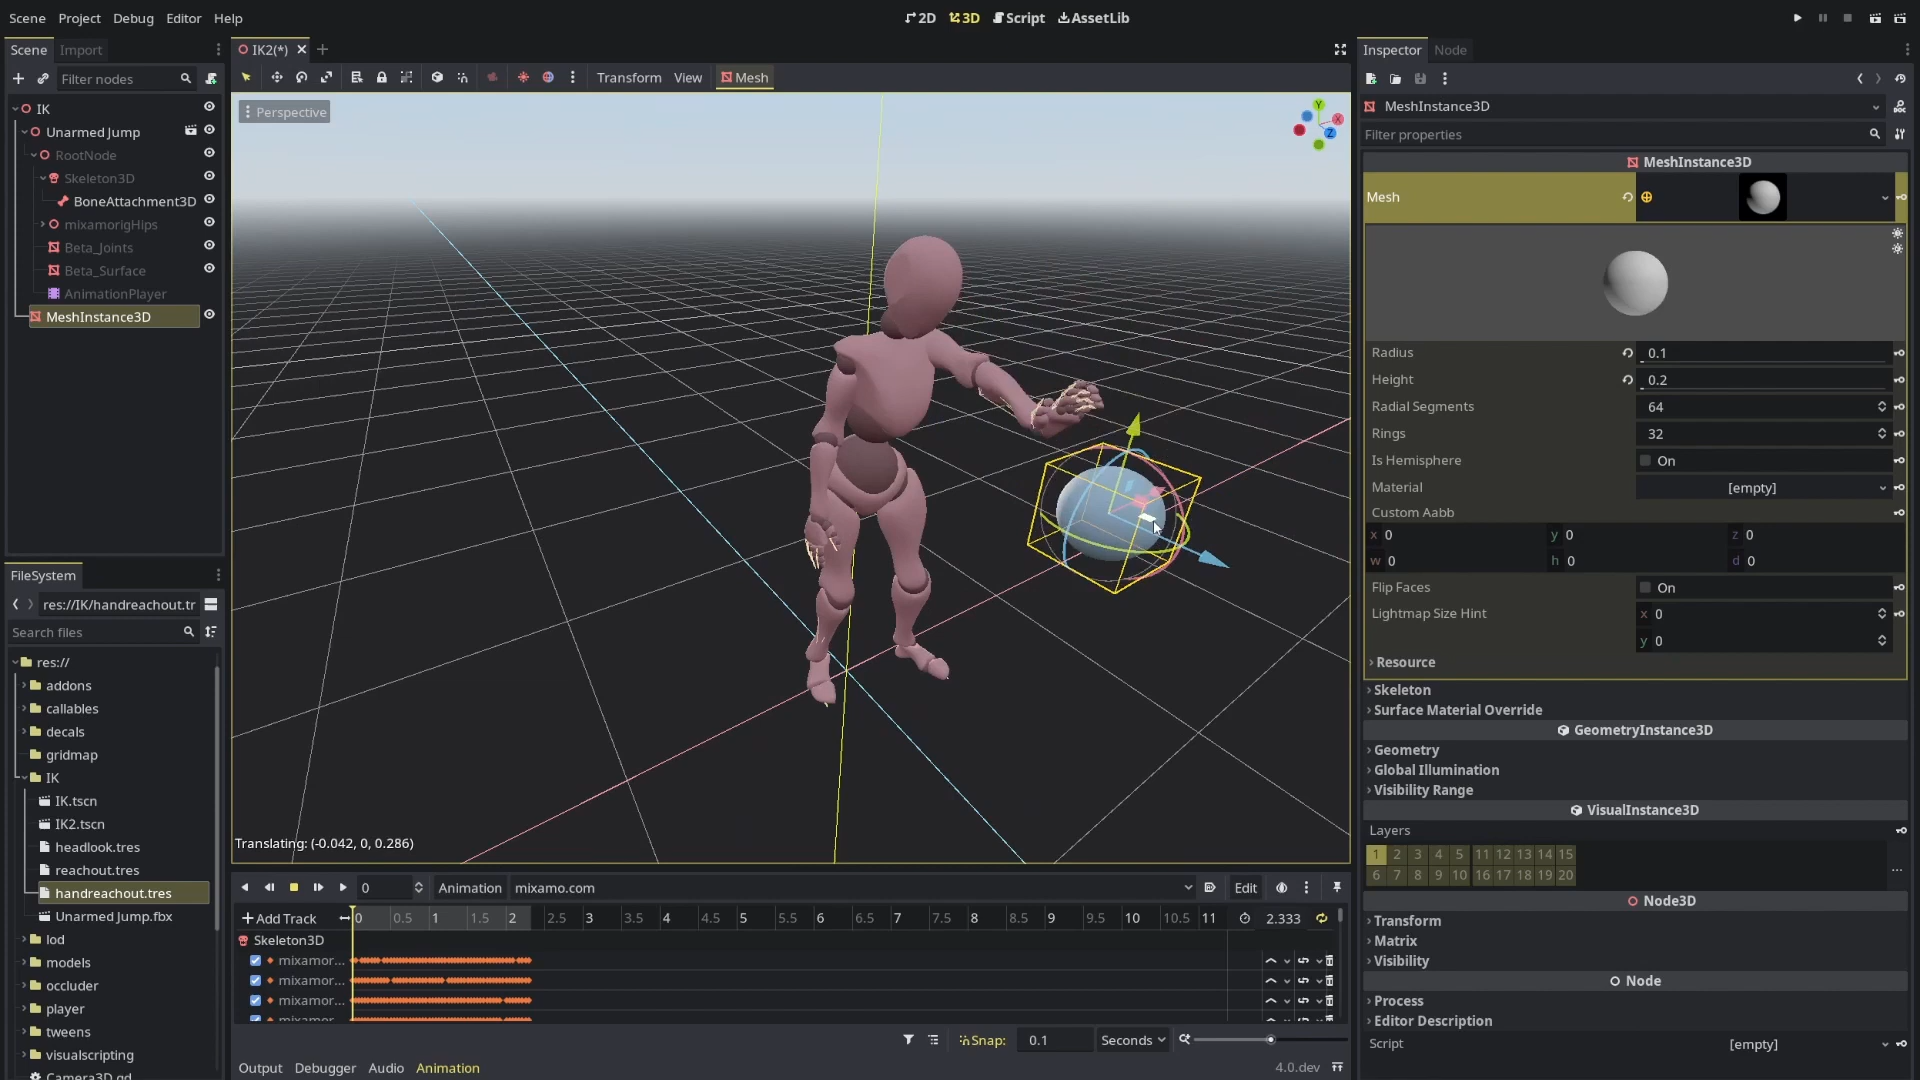 Scene Project Debug Editor Help
2D 3D Script AssetLib
Scene Import
Filter nodes
IK
Unarmed Jump
RootNode
Skeleton3D
BoneAttachment3D
mixamorigHips
Beta_Joints
Beta_Surface
AnimationPlayer
MeshInstance3D
FileSystem
res://IK/handreachout.tr
Search files
res://
addons
callables
decals
gridmap
IK
IK.tscn
IK2.tscn
headlook.tres
reachout.tres
handreachout.tres
Unarmed Jump.fbx
lod
models
occluder
player
tweens
visualscripting
Camera3D.gd
IK2(*)
Transform View Mesh
Perspective
Y
X
Z
Translating: (-0.042, 0, 0.286)
0 Animation mixamo.com Edit
Add Track 0 0.5 1 1.5 2 2.5 3 3.5 4 4.5 5 5.5 6 6.5 7 7.5 8 8.5 9 9.5 10 10.5 11 2.333
Skeleton3D
mixamor...
mixamor...
mixamor...
mixamor...
Snap: 0.1 Seconds
Output Debugger Audio Animation 4.0.dev
Inspector Node
MeshInstance3D
Filter properties
MeshInstance3D
Mesh
Radius 0.1
Height 0.2
Radial Segments 64
Rings 32
Is Hemisphere On
Material [empty]
Custom Aabb
x 0 y 0 z 0
w 0 h 0 d 0
Flip Faces On
Lightmap Size Hint x 0
y 0
Resource
Skeleton
Surface Material Override
GeometryInstance3D
Geometry
Global Illumination
Visibility Range
VisualInstance3D
Layers
1 2 3 4 5 11 12 13 14 15
6 7 8 9 10 16 17 18 19 20
Node3D
Transform
Matrix
Visibility
Node
Process
Editor Description
Script [empty]